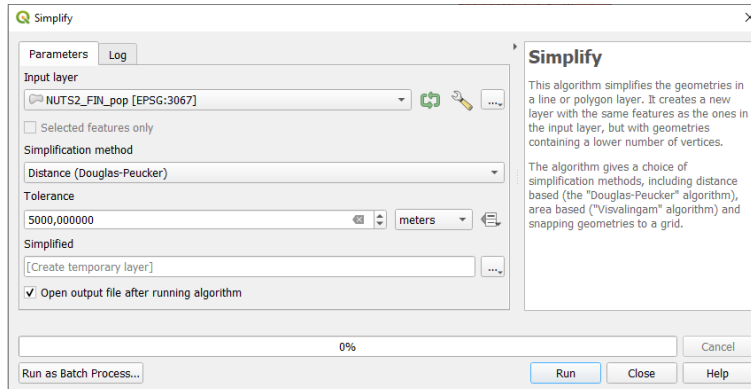 Simplify
Parameters
Log
Input layer
NUTS2_FIN_pop [EPSG:3067]
...
Selected features only
Simplification method
Distance (Douglas-Peucker)
Tolerance
5000,000000
meters
Simplified
[Create temporary layer]
...
Open output file after running algorithm
Simplify
This algorithm simplifies the geometries in
a line or polygon layer. It creates a new
layer with the same features as the ones in
the input layer, but with geometries
containing a lower number of vertices.
The algorithm gives a choice of
simplification methods, including distance
based (the "Douglas-Peucker" algorithm),
area based ("Visvalingam" algorithm) and
snapping geometries to a grid.
0%
Cancel
Run as Batch Process...
Run
Close
Help